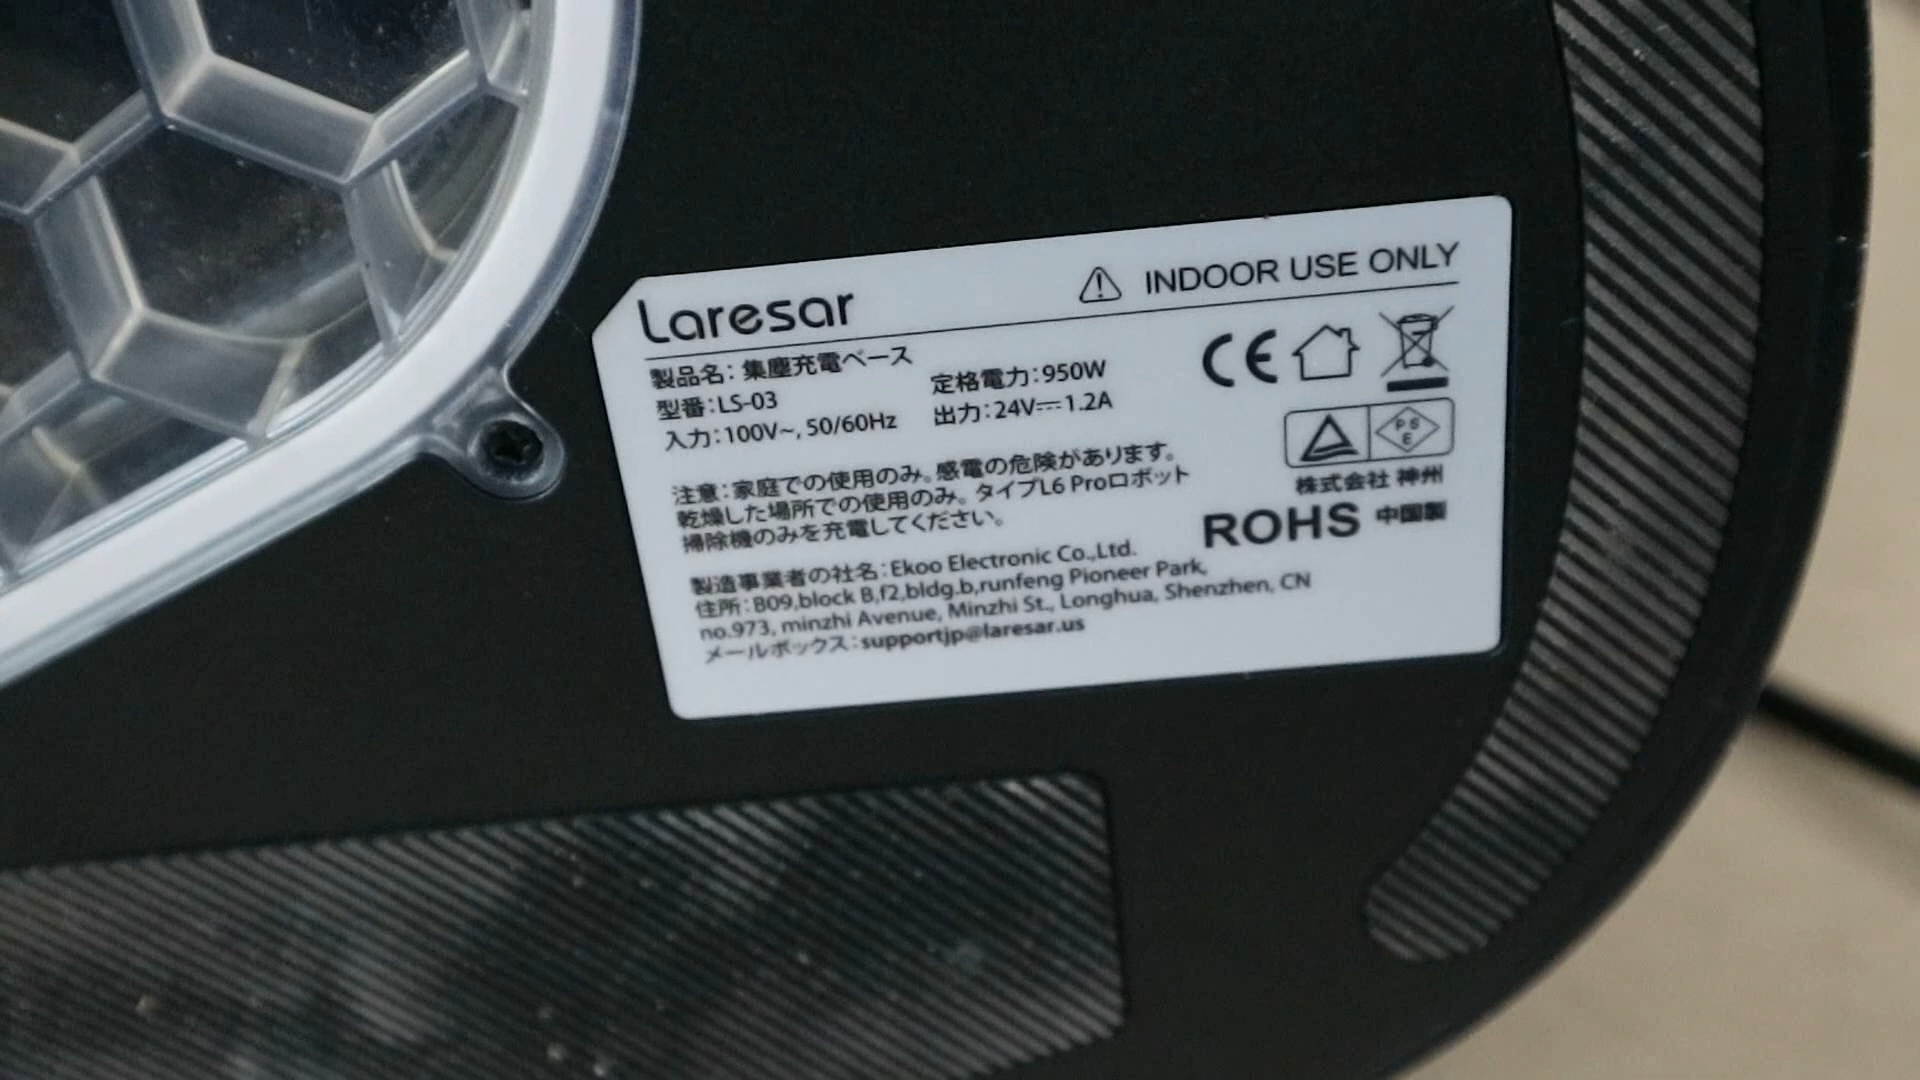 Laresar
INDOOR USE ONLY
製品名：集塵充電ベース
型番：LS-03
入力：100V~, 50/60Hz
定格電力：950W
出力：24V⎓1.2A
CE
PSE
株式会社 神州
ROHS 中国製
注意：家庭での使用のみ。感電の危険があります。
乾燥した場所での使用のみ。タイプL6 Proロボット
掃除機のみを充電してください。
製造事業者の社名：Ekoo Electronic Co.,Ltd.
住所：B09,block B,f2,bldg.b,runfeng Pioneer Park,
no.973, minzhi Avenue, Minzhi St., Longhua, Shenzhen, CN
メールボックス：supportjp@laresar.us